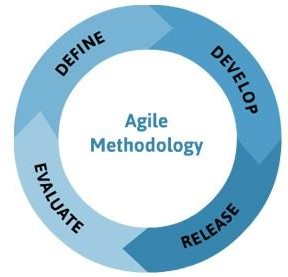 Agile
Methodology
DEFINE
DEVELOP
RELEASE
EVALUATE